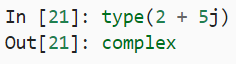 In [21]: type(2 + 5j)
Out[21]: complex